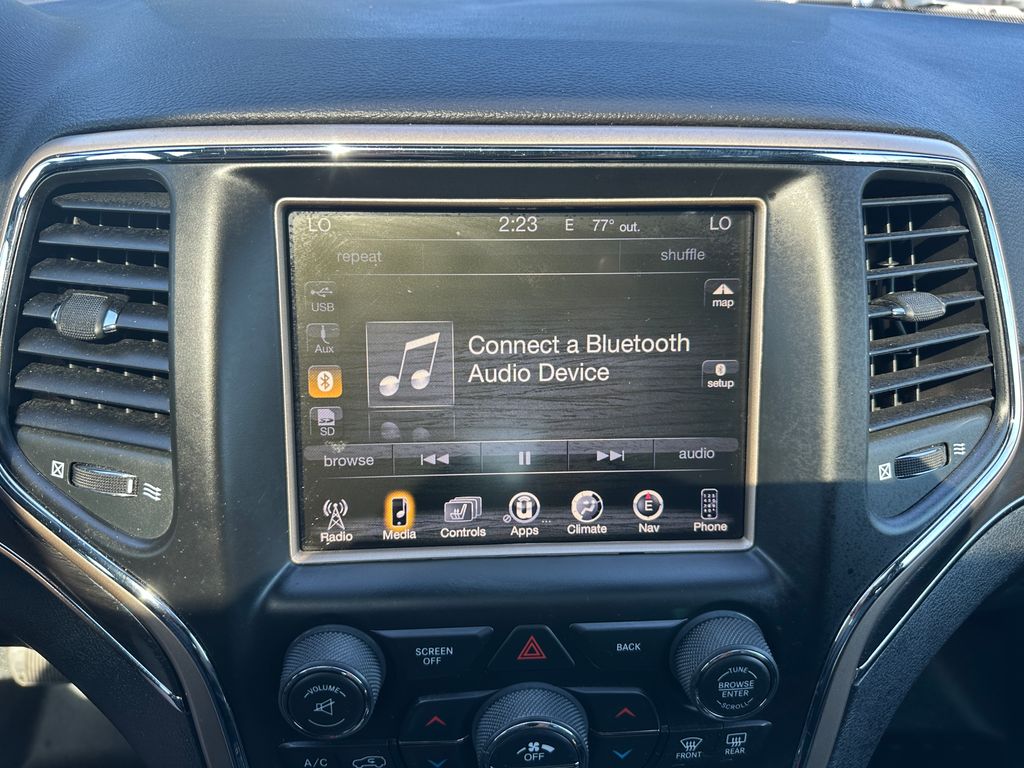 LO 2:23 E 77° out. LO
repeat shuffle
USB
map
Aux
Connect a Bluetooth
Audio Device
setup
SD
browse audio
Radio Media Controls Apps E Climate Nav Phone
SCREEN
OFF
BACK
VOLUME
TUNE
BROWSE
ENTER
SCROLL
A/C
OFF
FRONT
REAR